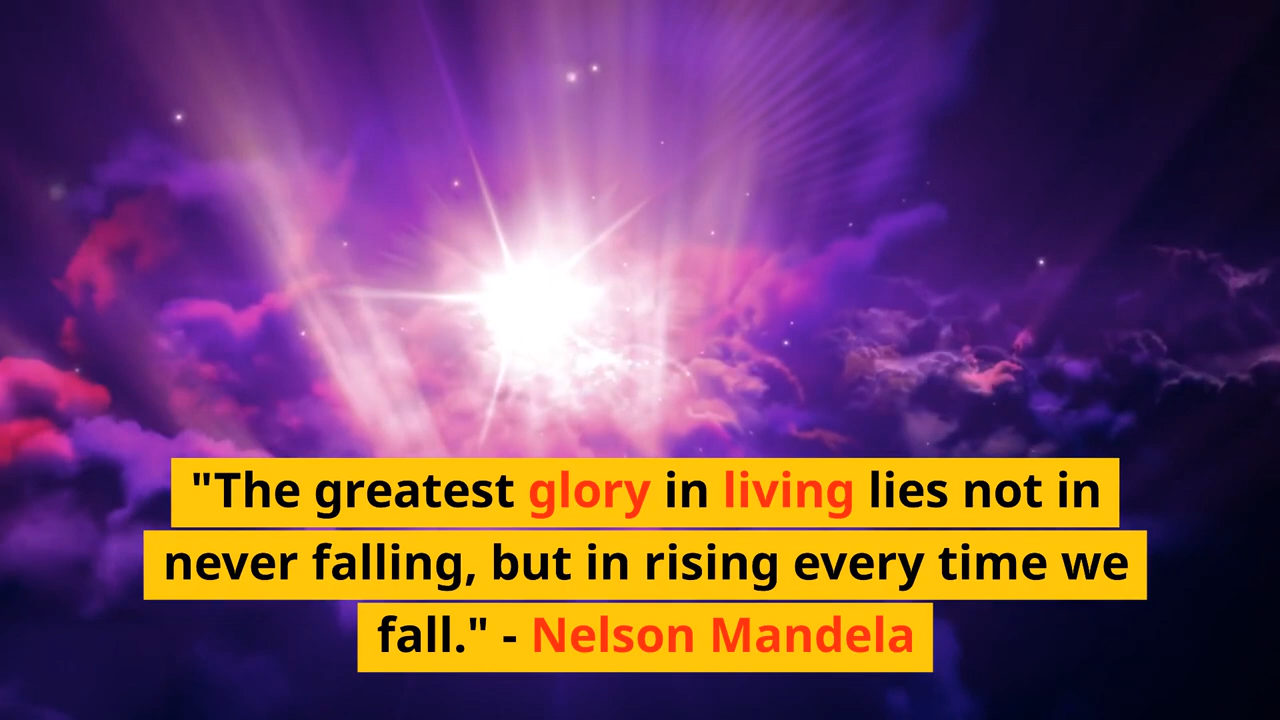 "The greatest glory in living lies not in
never falling, but in rising every time we
fall." - Nelson Mandela